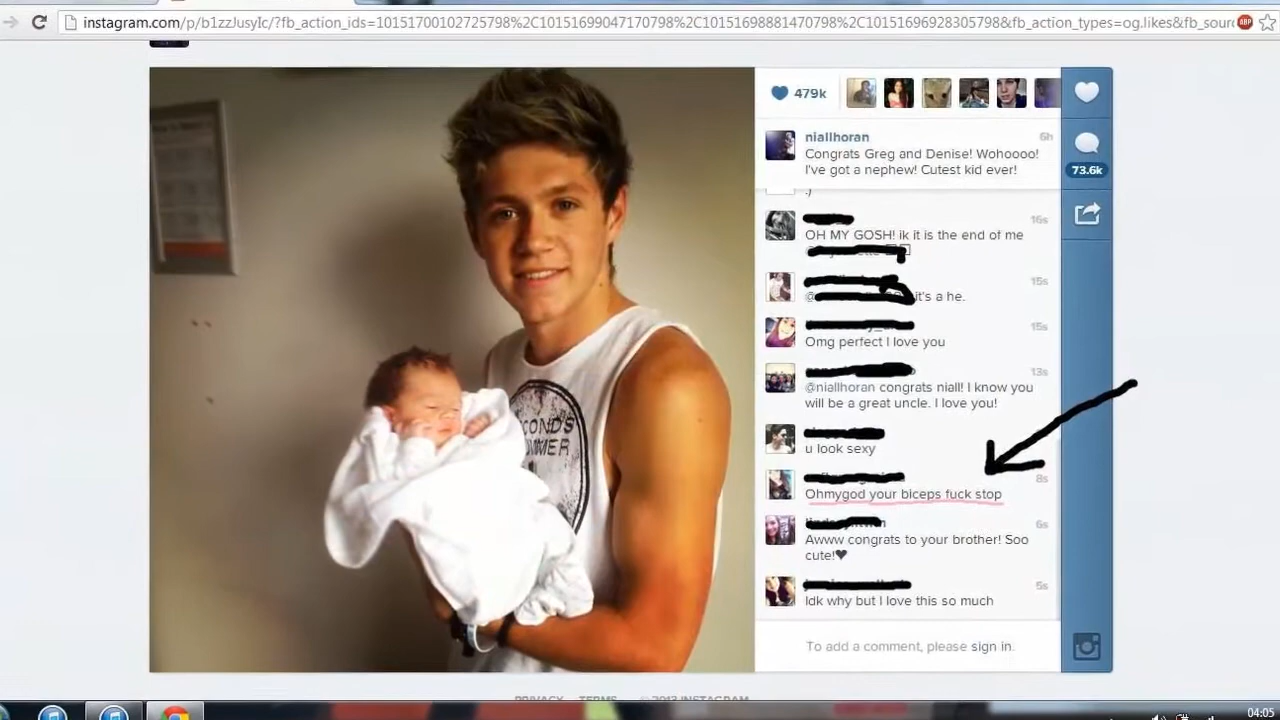 instagram.com/p/b1zzJusyIc/?fb_action_ids=10151700102725798%2C10151699047170798%2C10151698881470798%2C10151696928305798&fb_action_types=og.likes&fb_sour
ABP
479k
niallhoran
6h
Congrats Greg and Denise! Wohoooo!
I've got a nephew! Cutest kid ever!
73.6k
:)
16s
OH MY GOSH! ik it is the end of me
15s
it's a he.
15s
Omg perfect I love you
13s
@niallhoran congrats niall! I know you
will be a great uncle. I love you!
u look sexy
8s
Ohmygod your biceps fuck stop
6s
Awww congrats to your brother! Soo
cute!♥
5s
Idk why but I love this so much
To add a comment, please sign in.
PRIVACY TERMS © 2013 INSTAGRAM
04:05